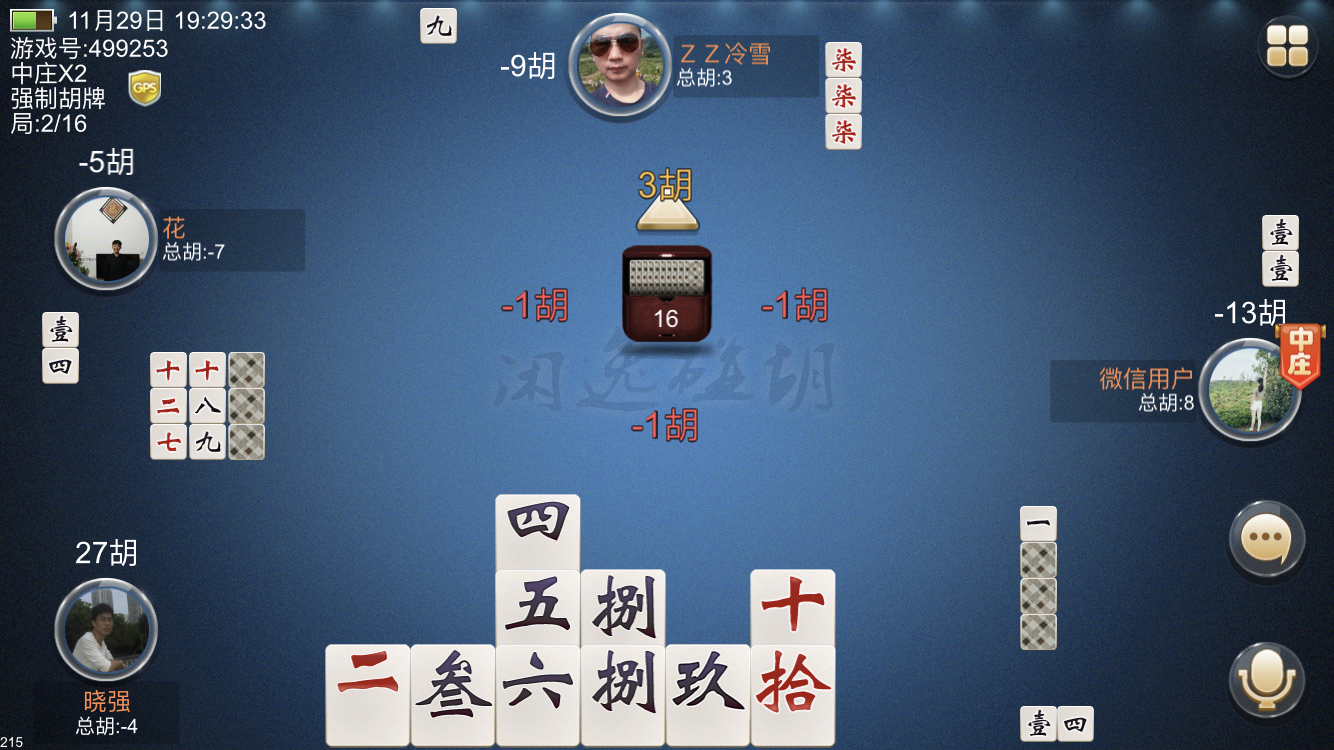 11月29日 19:29:33
游戏号:499253
中庄X2
强制胡牌
局:2/16
GPS
九
-9胡
Z Z冷雪
总胡:3
柒
柒
柒
-5胡
花
总胡:-7
壹
四
十 十
二 八
七 九
3胡
-1胡
16
-1胡
-1胡
闲逸碰胡
壹
壹
-13胡
中庄
微信用户
总胡:8
27胡
晓强
总胡:-4
四
五 捌 十
二 叁 六 捌 玖 拾
一
壹 四
215